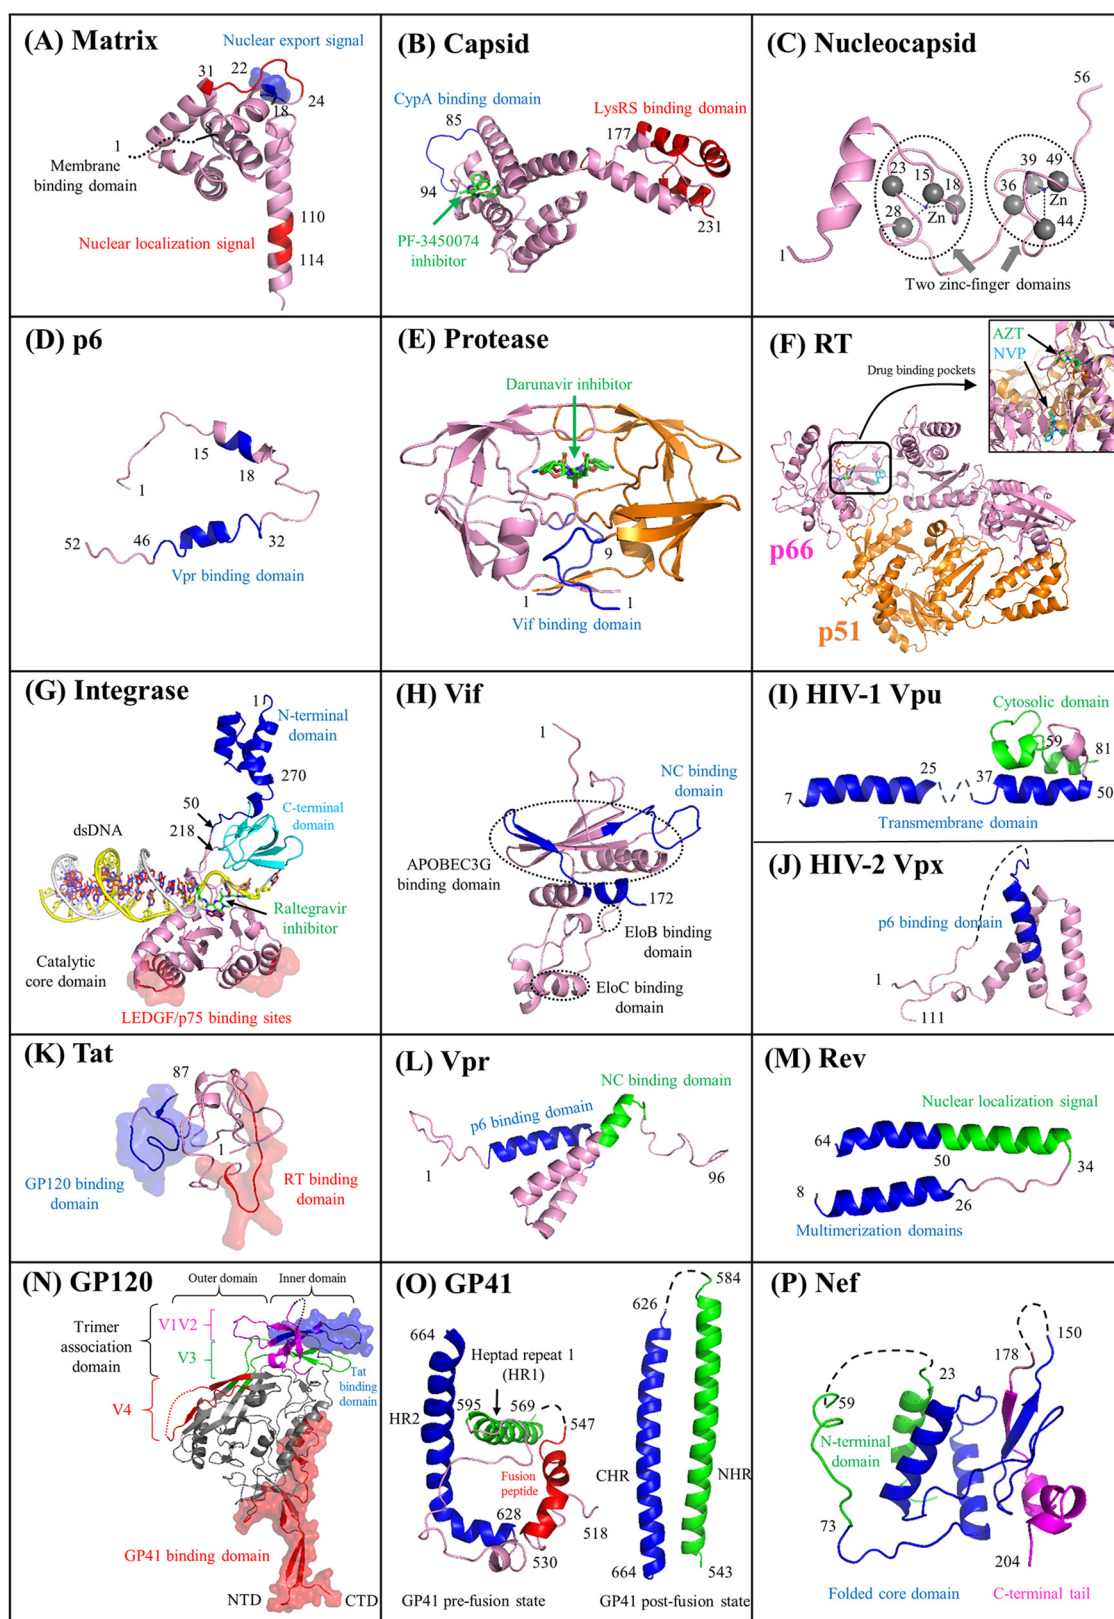 (A) Matrix
Nuclear export signal
31
22
18
24
8
1
Membrane
binding domain
110
Nuclear localization signal
114
(B) Capsid
CypA binding domain
LysRS binding domain
85
177
94
231
PF-3450074
inhibitor
(C) Nucleocapsid
56
39
49
23
15
18
36
28
Zn
Zn
44
1
Two zinc-finger domains
(D) p6
15
18
1
52
46
32
Vpr binding domain
(E) Protease
Darunavir inhibitor
9
1
1
Vif binding domain
(F) RT
AZT
NVP
Drug binding pockets
p66
p51
(G) Integrase
1
N-terminal
domain
270
50
C-terminal
domain
218
dsDNA
Raltegravir
inhibitor
Catalytic
core domain
LEDGF/p75 binding sites
(H) Vif
1
NC binding
domain
APOBEC3G
binding domain
172
EloB binding
domain
EloC binding
domain
(I) HIV-1 Vpu
Cytosolic domain
59
81
25
37
7
50
Transmembrane domain
(J) HIV-2 Vpx
p6 binding domain
1
111
(K) Tat
87
1
GP120 binding
domain
RT binding
domain
(L) Vpr
NC binding domain
p6 binding domain
1
96
(M) Rev
Nuclear localization signal
64
50
34
8
26
Multimerization domains
(N) GP120
Outer domain
Inner domain
Trimer
association
domain
V1V2
V3
Tat
binding
domain
V4
GP41 binding domain
NTD
CTD
(O) GP41
584
626
664
Heptad repeat 1
(HR1)
595
569
547
HR2
Fusion
peptide
CHR
NHR
628
518
530
664
543
GP41 pre-fusion state
GP41 post-fusion state
(P) Nef
150
178
23
59
N-terminal
domain
73
204
Folded core domain
C-terminal tail